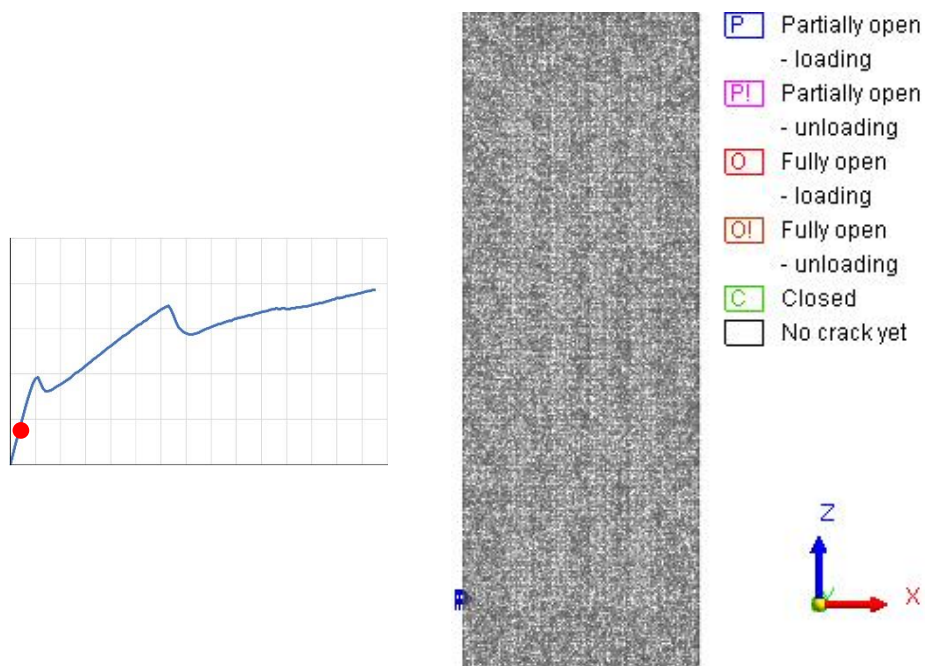 P Partially open
- loading
P! Partially open
- unloading
O Fully open
- loading
O! Fully open
- unloading
C Closed
No crack yet
Z
Y
X